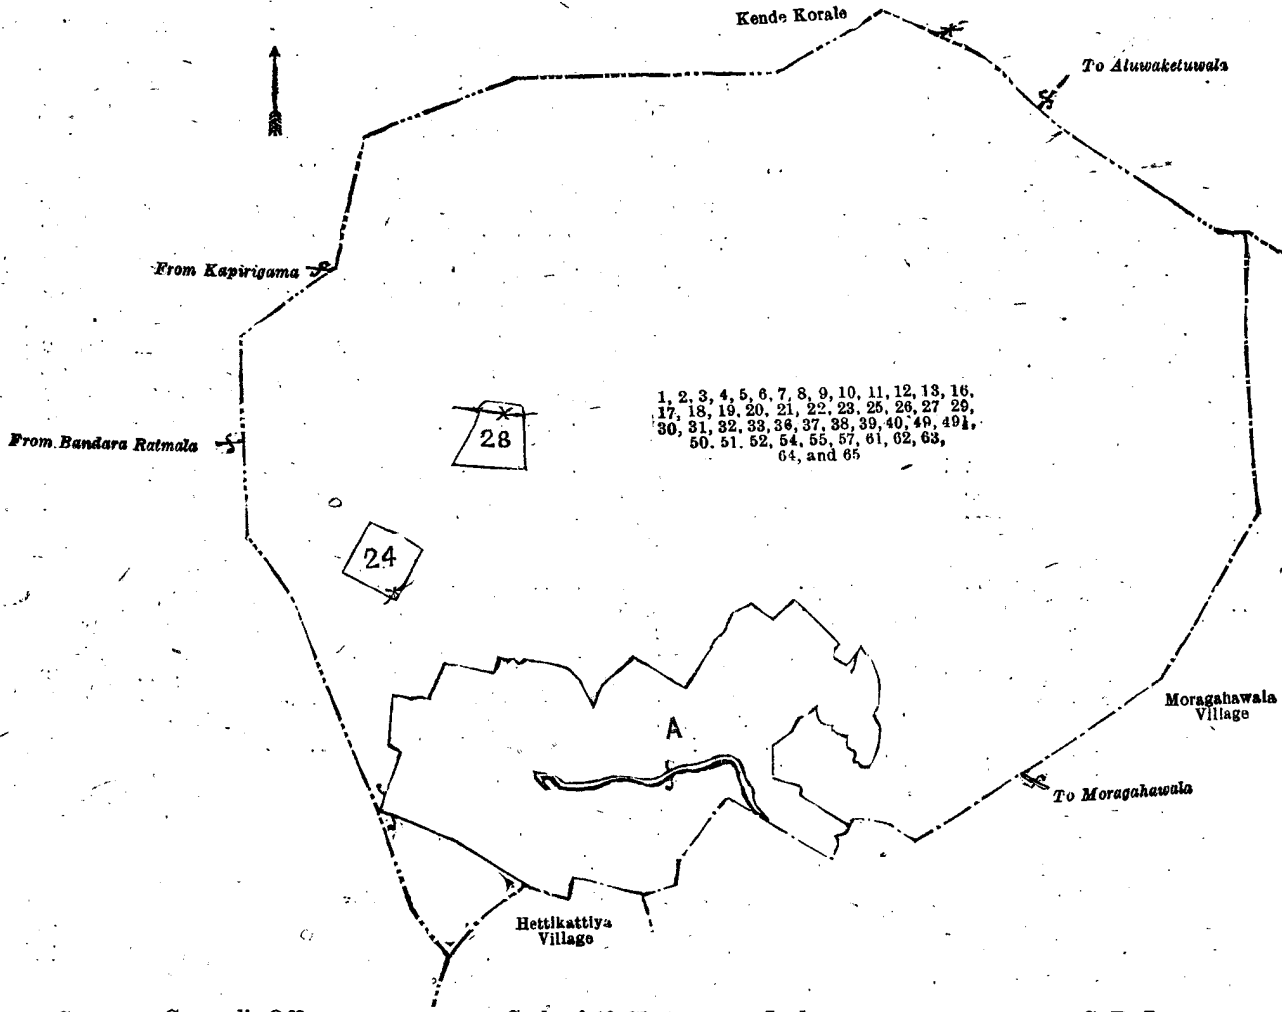 Kende Korale
To Aluwaketuwala
From Kapirigama
1, 2, 3, 4, 5, 6, 7, 8, 9, 10, 11, 12, 13, 16,
17, 18, 19, 20, 21, 22, 23, 25, 26, 27 29,
30, 31, 32, 33, 36, 37, 38, 39, 40, 49, 49½,
50. 51. 52, 54, 55, 57, 61, 62, 63,
64, and 65
28
From Bandara Ratmala
24
Moragahawala
Village
A
To Moragahawala
Hettikattiya
Village